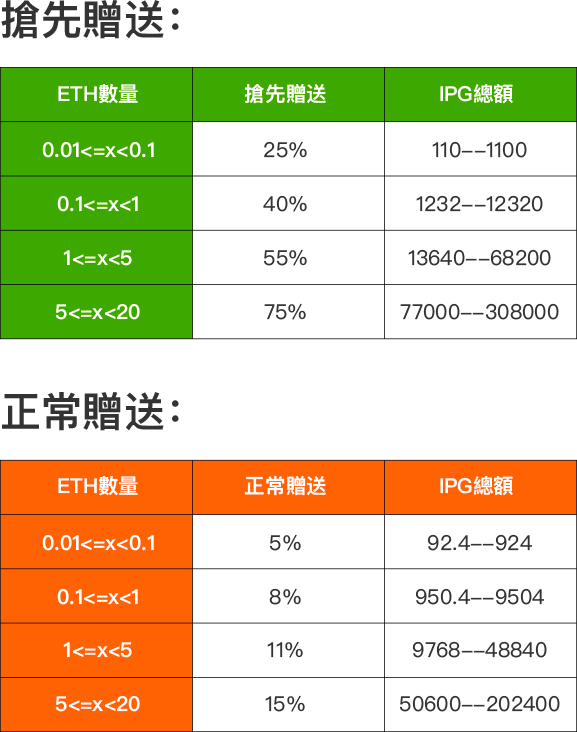 搶先贈送：
ETH數量 搶先贈送 IPG總額
0.01<=x<0.1 25% 110--1100
0.1<=x<1 40% 1232--12320
1<=x<5 55% 13640--68200
5<=x<20 75% 77000--308000
正常贈送：
ETH數量 正常贈送 IPG總額
0.01<=x<0.1 5% 92.4--924
0.1<=x<1 8% 950.4--9504
1<=x<5 11% 9768--48840
5<=x<20 15% 50600--202400